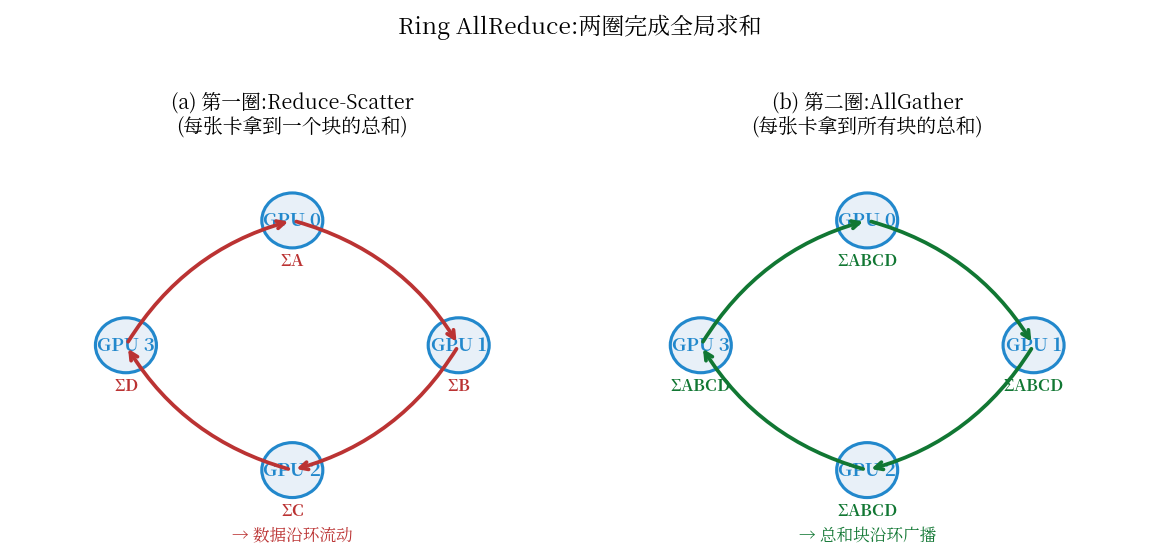 Ring AllReduce:两圈完成全局求和
(a) 第一圈:Reduce-Scatter
(每张卡拿到一个块的总和)
GPU 0
ΣA
GPU 3
GPU 1
ΣD
ΣB
GPU 2
ΣC
→ 数据沿环流动
(b) 第二圈:AllGather
(每张卡拿到所有块的总和)
GPU 0
ΣABCD
GPU 3
GPU 1
ΣABCD
ΣABCD
GPU 2
ΣABCD
→ 总和块沿环广播